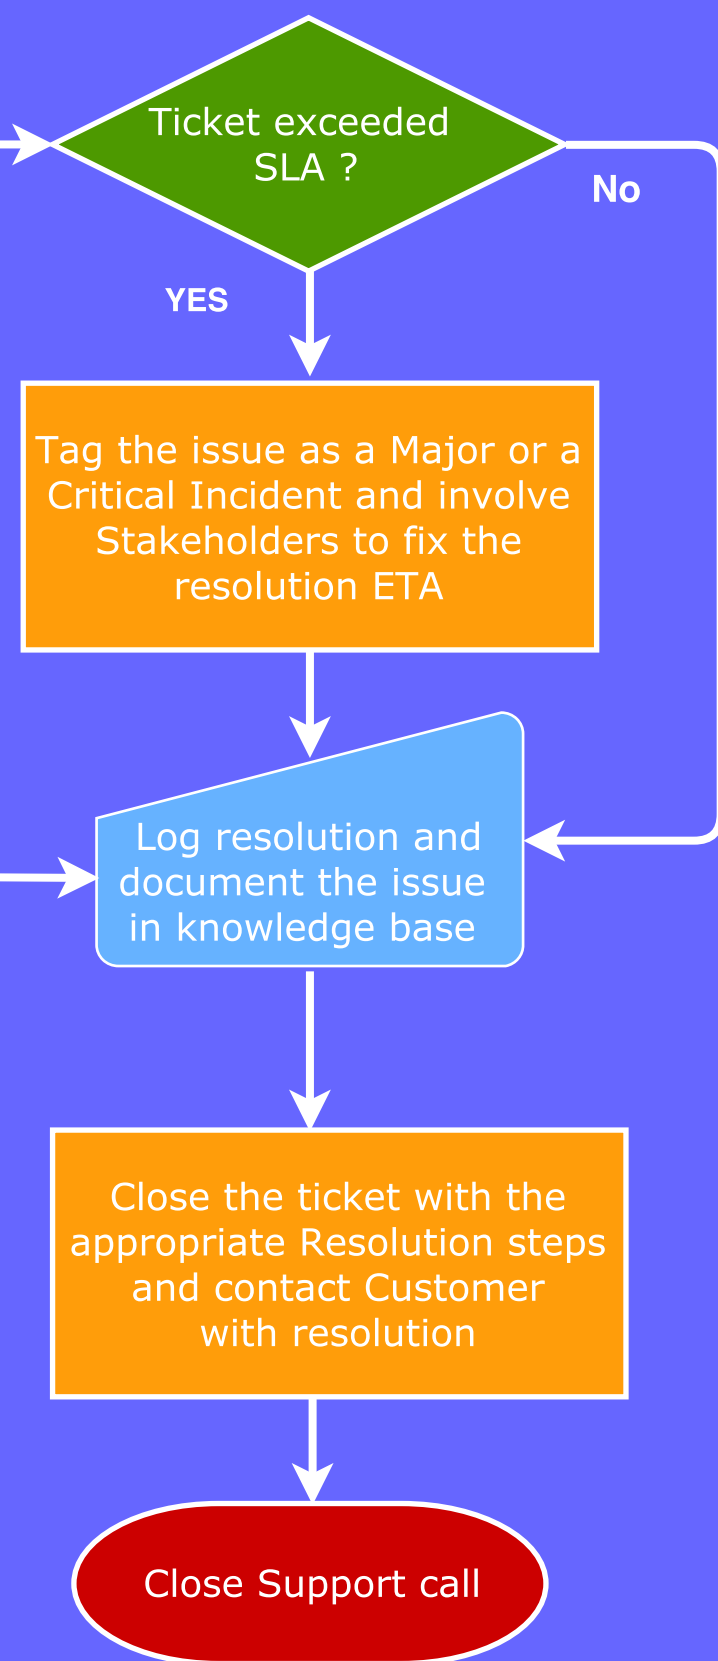 Ticket exceeded
SLA ?
No
YES
Tag the issue as a Major or a
Critical Incident and involve
Stakeholders to fix the
resolution ETA
Log resolution and
document the issue
in knowledge base
Close the ticket with the
appropriate Resolution steps
and contact Customer
with resolution
Close Support call